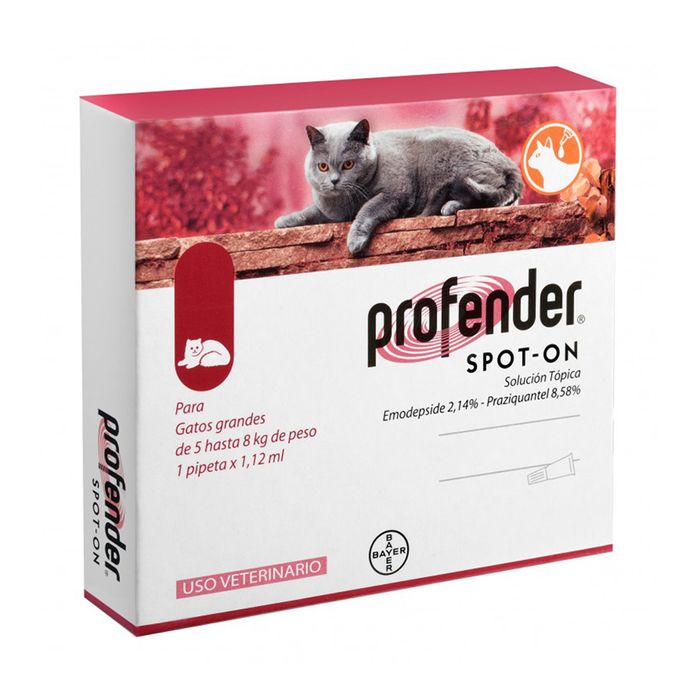 profender®
SPOT-ON
Solución Tópica
Emodepside 2,14% - Praziquantel 8,58%
Para
Gatos grandes
de 5 hasta 8 kg de peso
1 pipeta x 1,12 ml
USO VETERINARIO
BAYER
BAYER
profender®
SPOT-ON